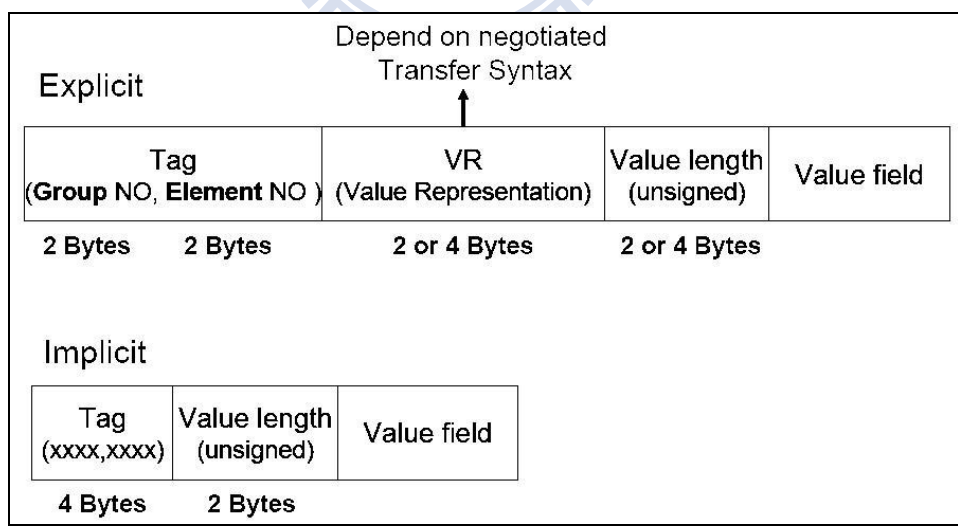 Depend on negotiated
Transfer Syntax
Explicit
Tag
(Group NO, Element NO )
VR
(Value Representation)
Value length
(unsigned)
Value field
2 Bytes
2 Bytes
2 or 4 Bytes
2 or 4 Bytes
Implicit
Tag
(xxxx,xxxx)
Value length
(unsigned)
Value field
4 Bytes
2 Bytes